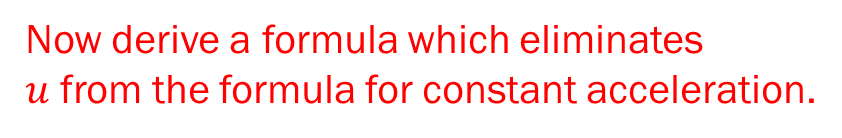 Now derive a formula which eliminates
𝑢 from the formula for constant acceleration.